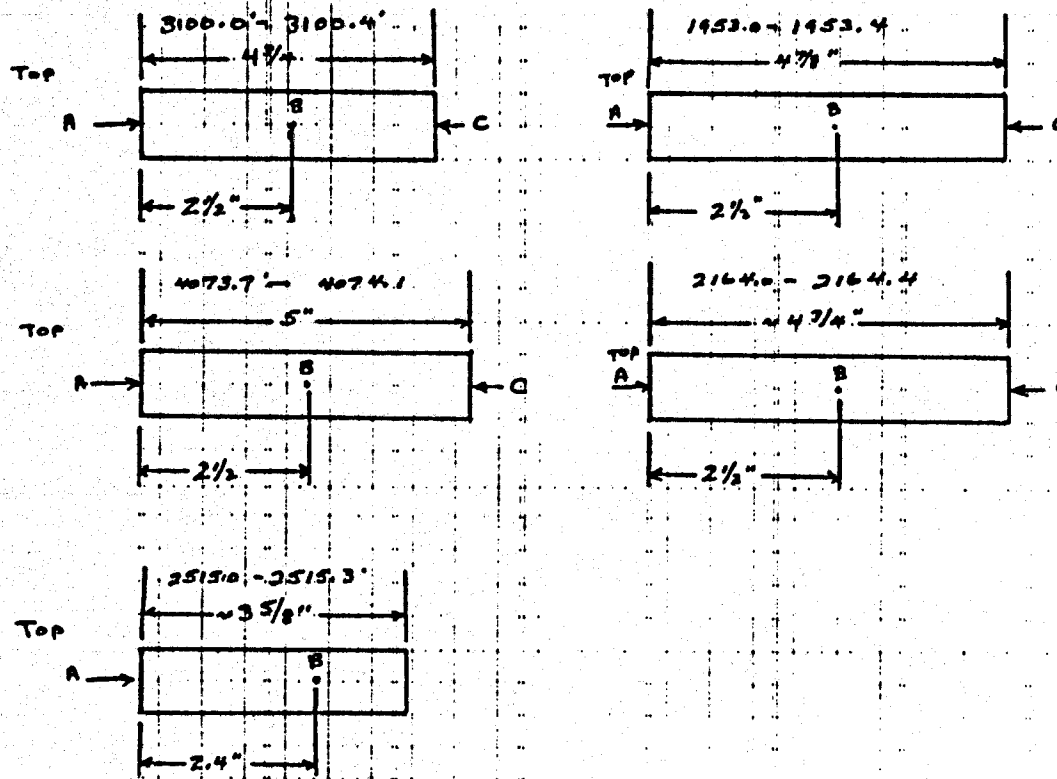 3100.0' → 3100.4'
4 3/4
Top
A
B
C
2 1/2"
1953.0 → 1953.4
4 7/8"
Top
A
B
2 1/2"
4073.7' → 4074.1
5"
Top
A
B
C
2 1/2
2164.0 - 2164.4
~ 4 3/4"
Top
A
B
2 1/2"
2515.0 - 2515.3'
~ 3 5/8"
Top
A
B
2.4"